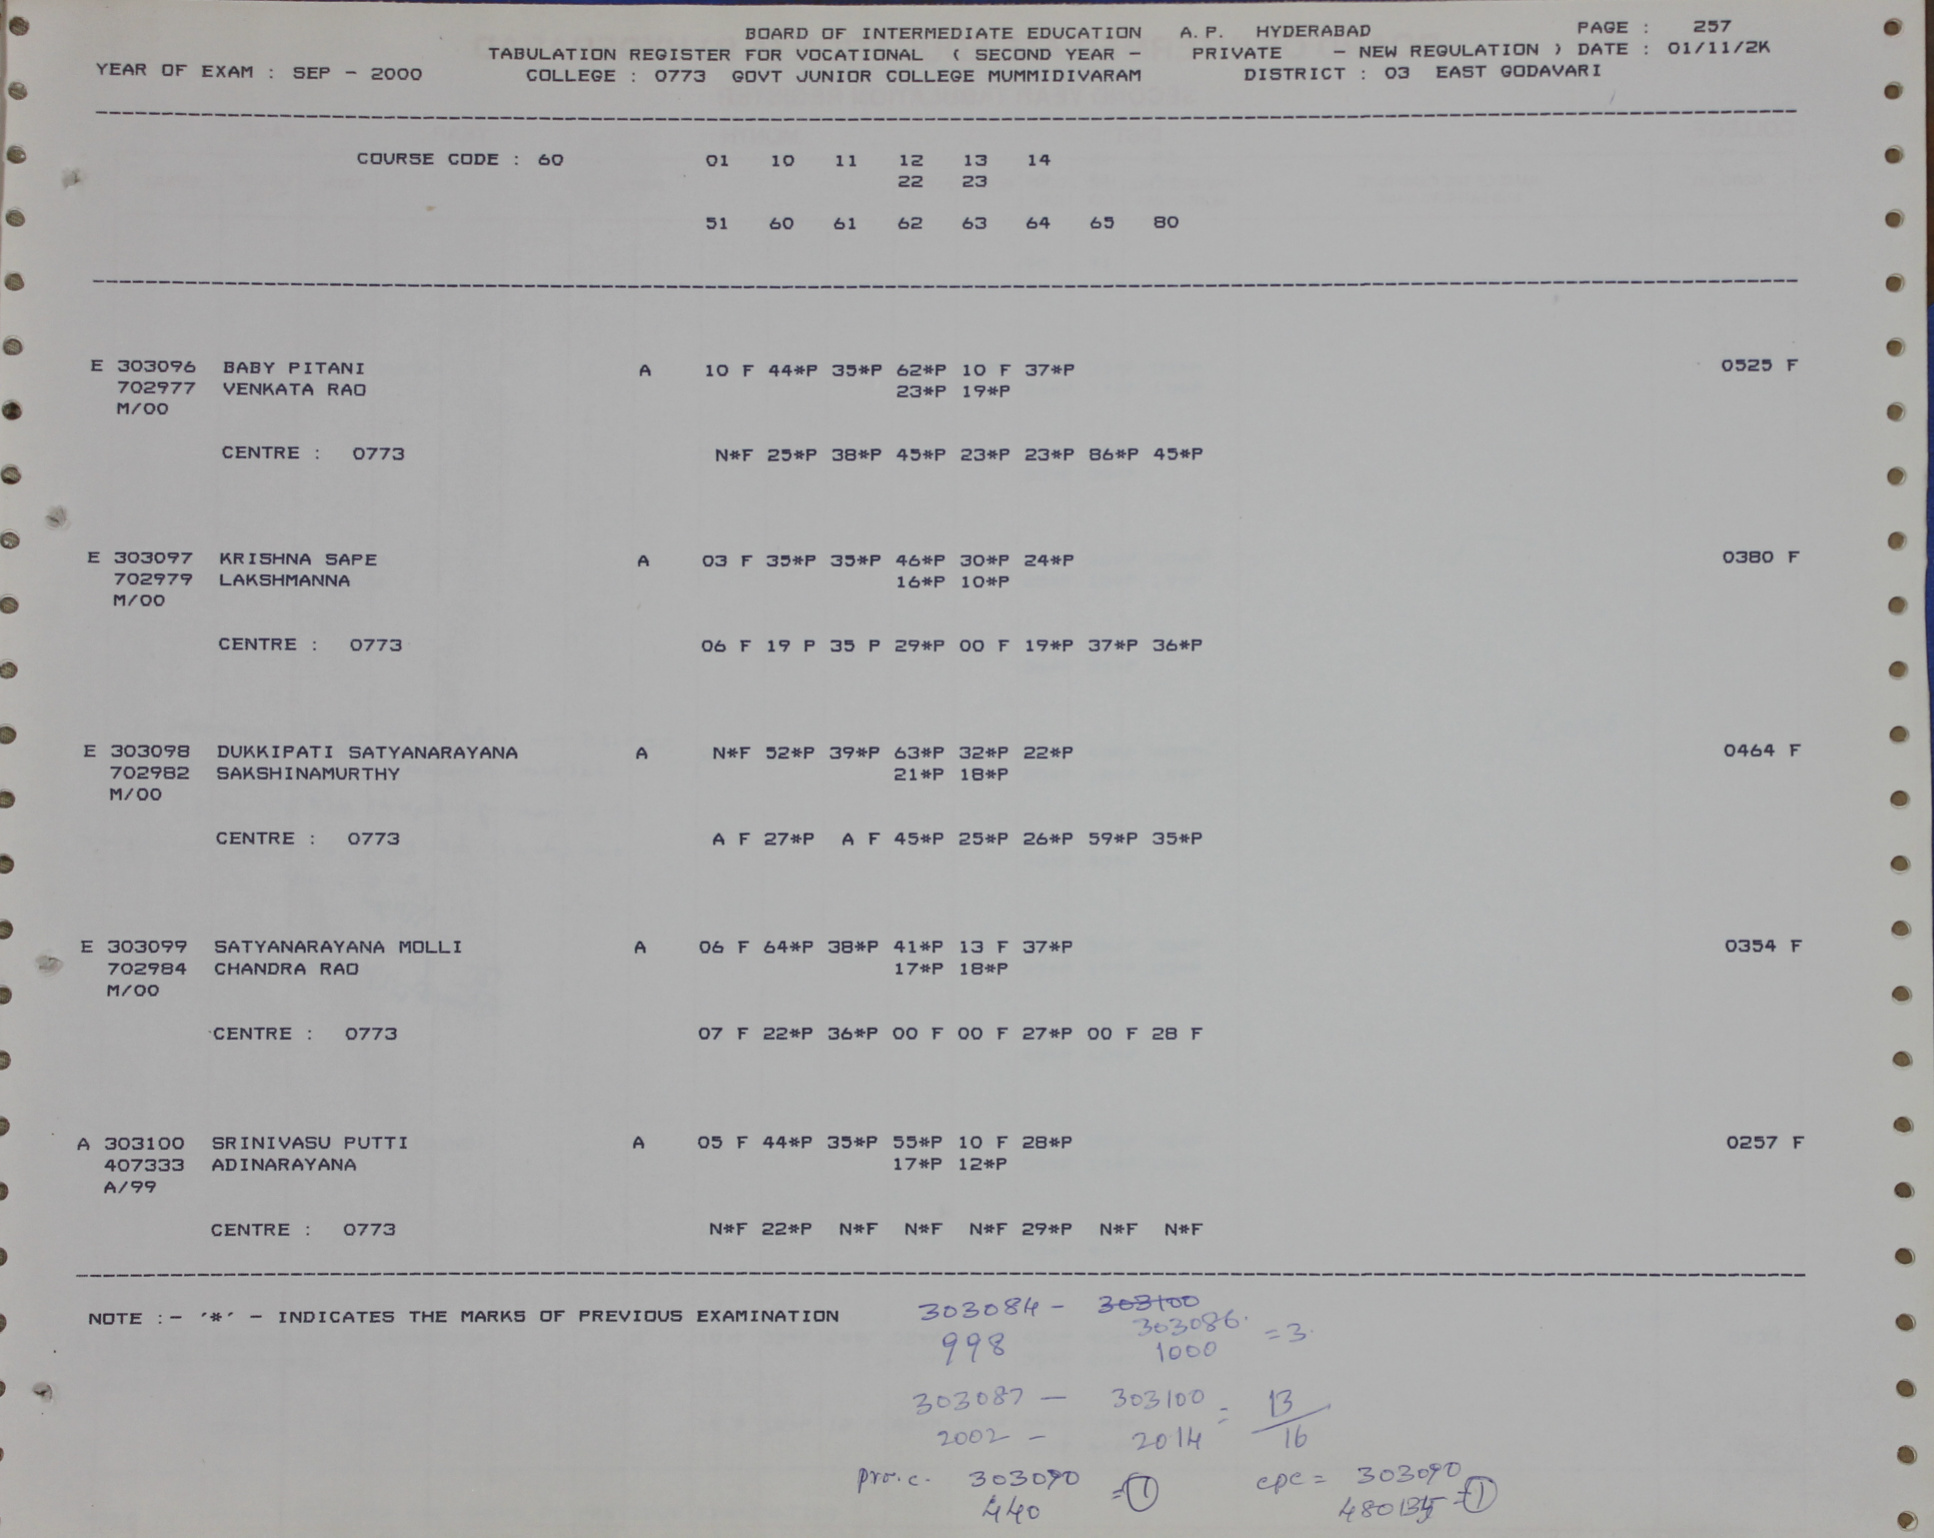 BOARD OF INTERMEDIATE EDUCATION A.P. HYDERABAD PAGE : 257
TABULATION REGISTER FOR VOCATIONAL ( SECOND YEAR - PRIVATE - NEW REGULATION ) DATE : 01/11/2K
YEAR OF EXAM : SEP - 2000 COLLEGE : 0773 GOVT JUNIOR COLLEGE MUMMIDIVARAM DISTRICT : 03 EAST GODAVARI
COURSE CODE : 60 01 10 11 12 13 14
22 23
51 60 61 62 63 64 65 80
E 303096 BABY PITANI A 10 F 44*P 35*P 62*P 10 F 37*P 0525 F
702977 VENKATA RAO 23*P 19*P
M/00
CENTRE : 0773 N*F 25*P 38*P 45*P 23*P 23*P 86*P 45*P
E 303097 KRISHNA SAPE A 03 F 35*P 35*P 46*P 30*P 24*P 0380 F
702979 LAKSHMANNA 16*P 10*P
M/00
CENTRE : 0773 06 F 19 P 35 P 29*P 00 F 19*P 37*P 36*P
E 303098 DUKKIPATI SATYANARAYANA A N*F 52*P 39*P 63*P 32*P 22*P 0464 F
702982 SAKSHINAMURTHY 21*P 18*P
M/00
CENTRE : 0773 A F 27*P A F 45*P 25*P 26*P 59*P 35*P
E 303099 SATYANARAYANA MOLLI A 06 F 64*P 38*P 41*P 13 F 37*P 0354 F
702984 CHANDRA RAO 17*P 18*P
M/00
CENTRE : 0773 07 F 22*P 36*P 00 F 00 F 27*P 00 F 28 F
A 303100 SRINIVASU PUTTI A 05 F 44*P 35*P 55*P 10 F 28*P 0257 F
407333 ADINARAYANA 17*P 12*P
A/99
CENTRE : 0773 N*F 22*P N*F N*F N*F 29*P N*F N*F
NOTE :- '*' - INDICATES THE MARKS OF PREVIOUS EXAMINATION
303084 - 303100
303086. = 3.
998 1000
303087 - 303100 = 13
2002 - 2014 16
pro.c. 303090 = 1 cpc = 303090 = 1
440